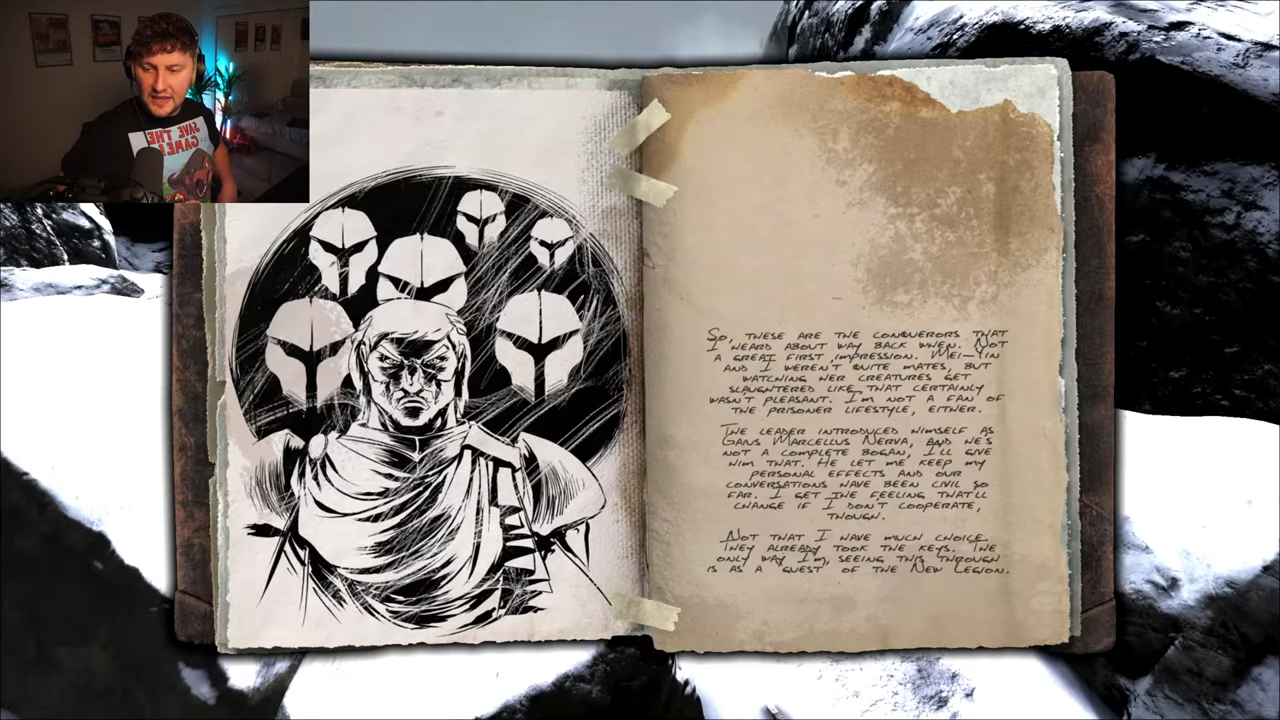 SAVE THE
GAMES
So, these are the conquerors that
I heard about way back when. Not
a great first impression. Mei-Yin
and I weren't quite mates, but
watching her creatures get
slaughtered like that certainly
wasn't pleasant. I'm not a fan of
the prisoner lifestyle, either.
The leader introduced himself as
Gaius Marcellus Nerva, and he's
not a complete bogan, I'll give
him that. He let me keep my
personal effects and our
conversations have been civil so
far. I get the feeling that'll
change if I don't cooperate,
though.
Not that I have much choice.
They already took the keys. The
only way I'm, seeing this through
is as a guest of the New Legion.